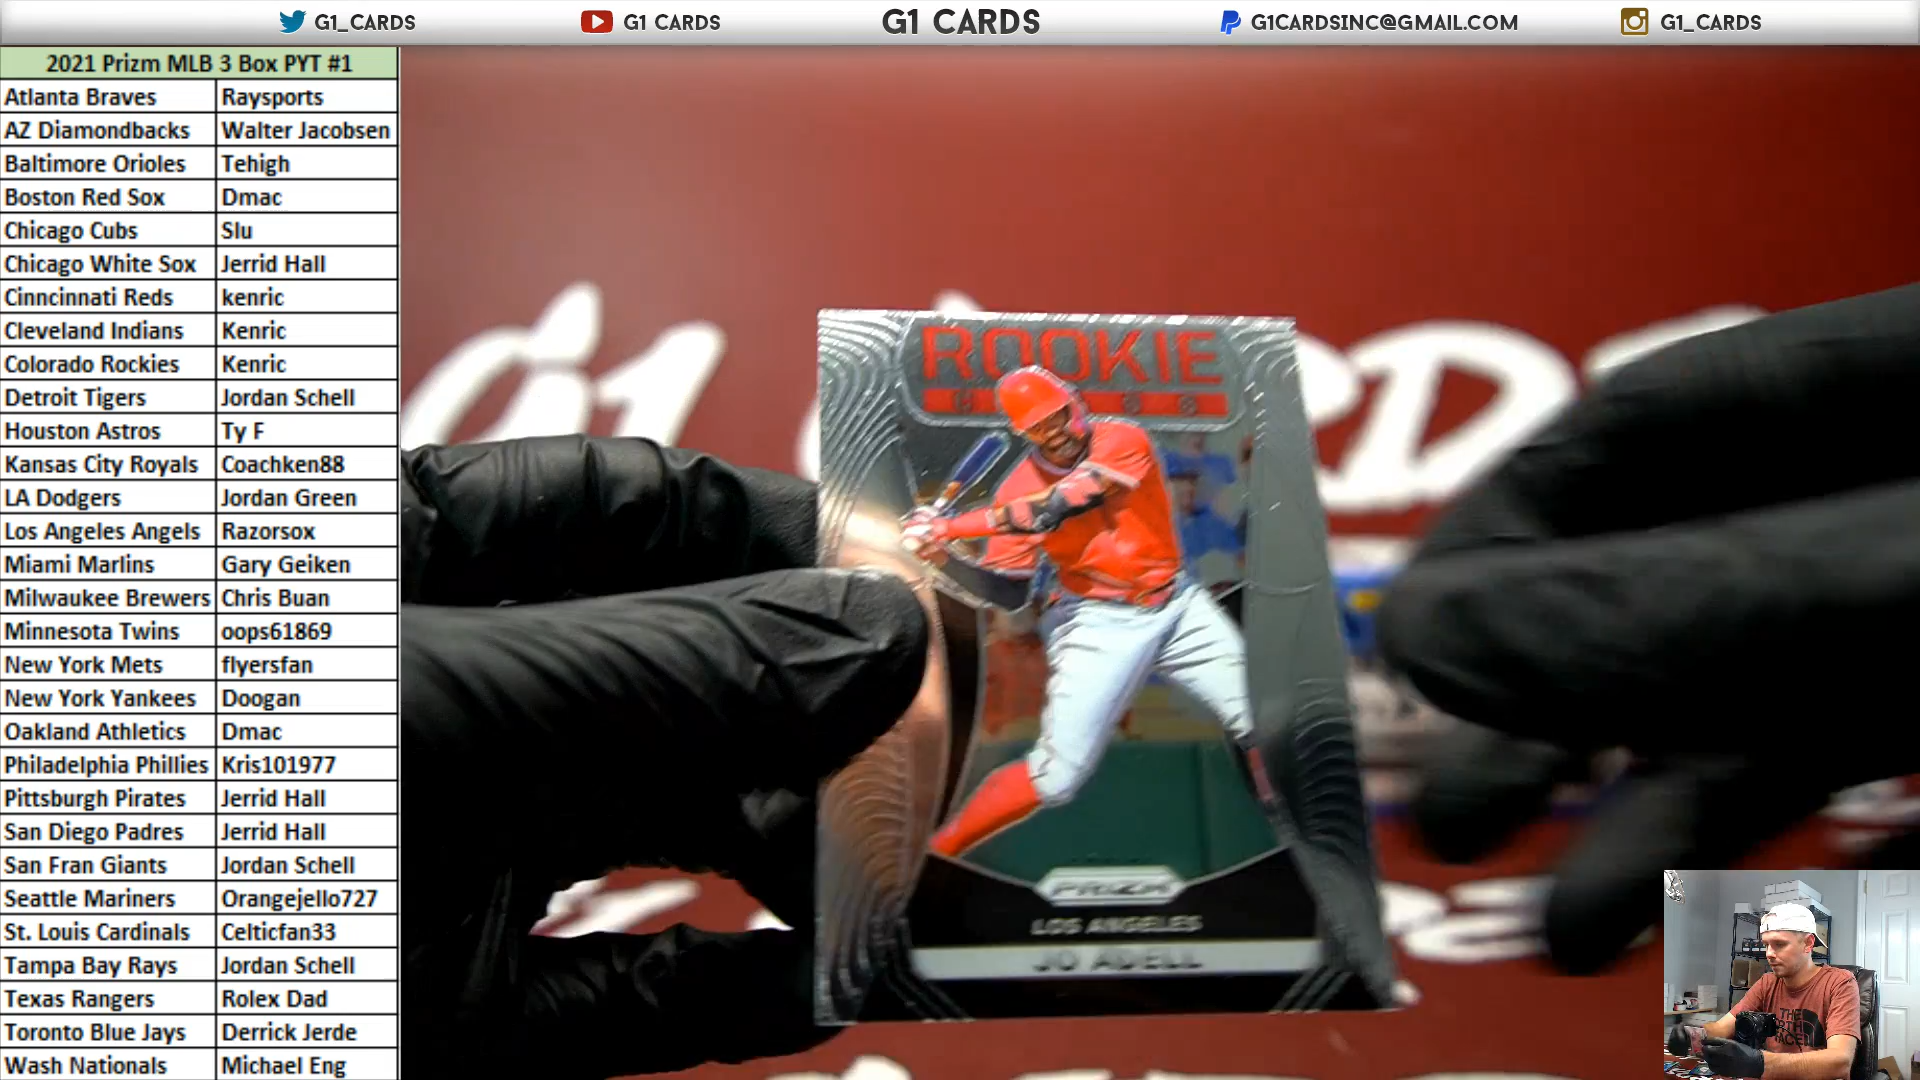 G1_CARDS
G1 CARDS
G1 CARDS
G1CARDSINC@GMAIL.COM
G1_CARDS
2021 Prizm MLB 3 Box PYT #1
Atlanta Braves Raysports
AZ Diamondbacks Walter Jacobsen
Baltimore Orioles Tehigh
Boston Red Sox Dmac
Chicago Cubs Slu
Chicago White Sox Jerrid Hall
Cinncinnati Reds kenric
Cleveland Indians Kenric
Colorado Rockies Kenric
Detroit Tigers Jordan Schell
Houston Astros Ty F
Kansas City Royals Coachken88
LA Dodgers Jordan Green
Los Angeles Angels Razorsox
Miami Marlins Gary Geiken
Milwaukee Brewers Chris Buan
Minnesota Twins oops61869
New York Mets flyersfan
New York Yankees Doogan
Oakland Athletics Dmac
Philadelphia Phillies Kris101977
Pittsburgh Pirates Jerrid Hall
San Diego Padres Jerrid Hall
San Fran Giants Jordan Schell
Seattle Mariners Orangejello727
St. Louis Cardinals Celticfan33
Tampa Bay Rays Jordan Schell
Texas Rangers Rolex Dad
Toronto Blue Jays Derrick Jerde
Wash Nationals Michael Eng
G1
ROOKIE
PRIZM
LOS ANGELES
JO ADELL
THE
NORTH
FACE